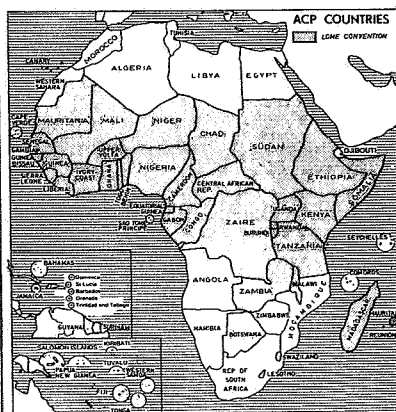 ACP COUNTRIES
LOME CONVENTION
TUNISIA
MOROCCO
CANARY
ALGERIA
LIBYA
EGYPT
WESTERN
SAHARA
CAPE
VERDE
MAURITANIA
MALI
NIGER
CHAD
SUDAN
DJIBOUTI
ETHIOPIA
SOMALIA
GUINEA
BISSAU
GUINEA
SIERRA
LEONE
LIBERIA
IVORY
COAST
UPPER
VOLTA
GHANA
NIGERIA
CAMEROON
CENTRAL AFRICAN
REP.
EQUATORIAL
GUINEA
SAO TOME
PRINCIPE
GABON
CONGO
ZAIRE
UGANDA
KENYA
RWANDA
BURUNDI
TANZANIA
SEYCHELLES
COMOROS
BAHAMAS
JAMAICA
Dominica
St Lucia
Barbados
Grenada
Trinidad and Tobago
GUYANA
SURINAM
ANGOLA
ZAMBIA
MALAWI
MOZAMBIQUE
ZIMBABWE
NAMIBIA
BOTSWANA
MADAGASCAR
REUNION
SWAZILAND
LESOTHO
REP OF
SOUTH
AFRICA
SOLOMON ISLANDS
KIRIBATI
TUVALU
PAPUA
NEW GUINEA
WESTERN
FIJI
TONGA